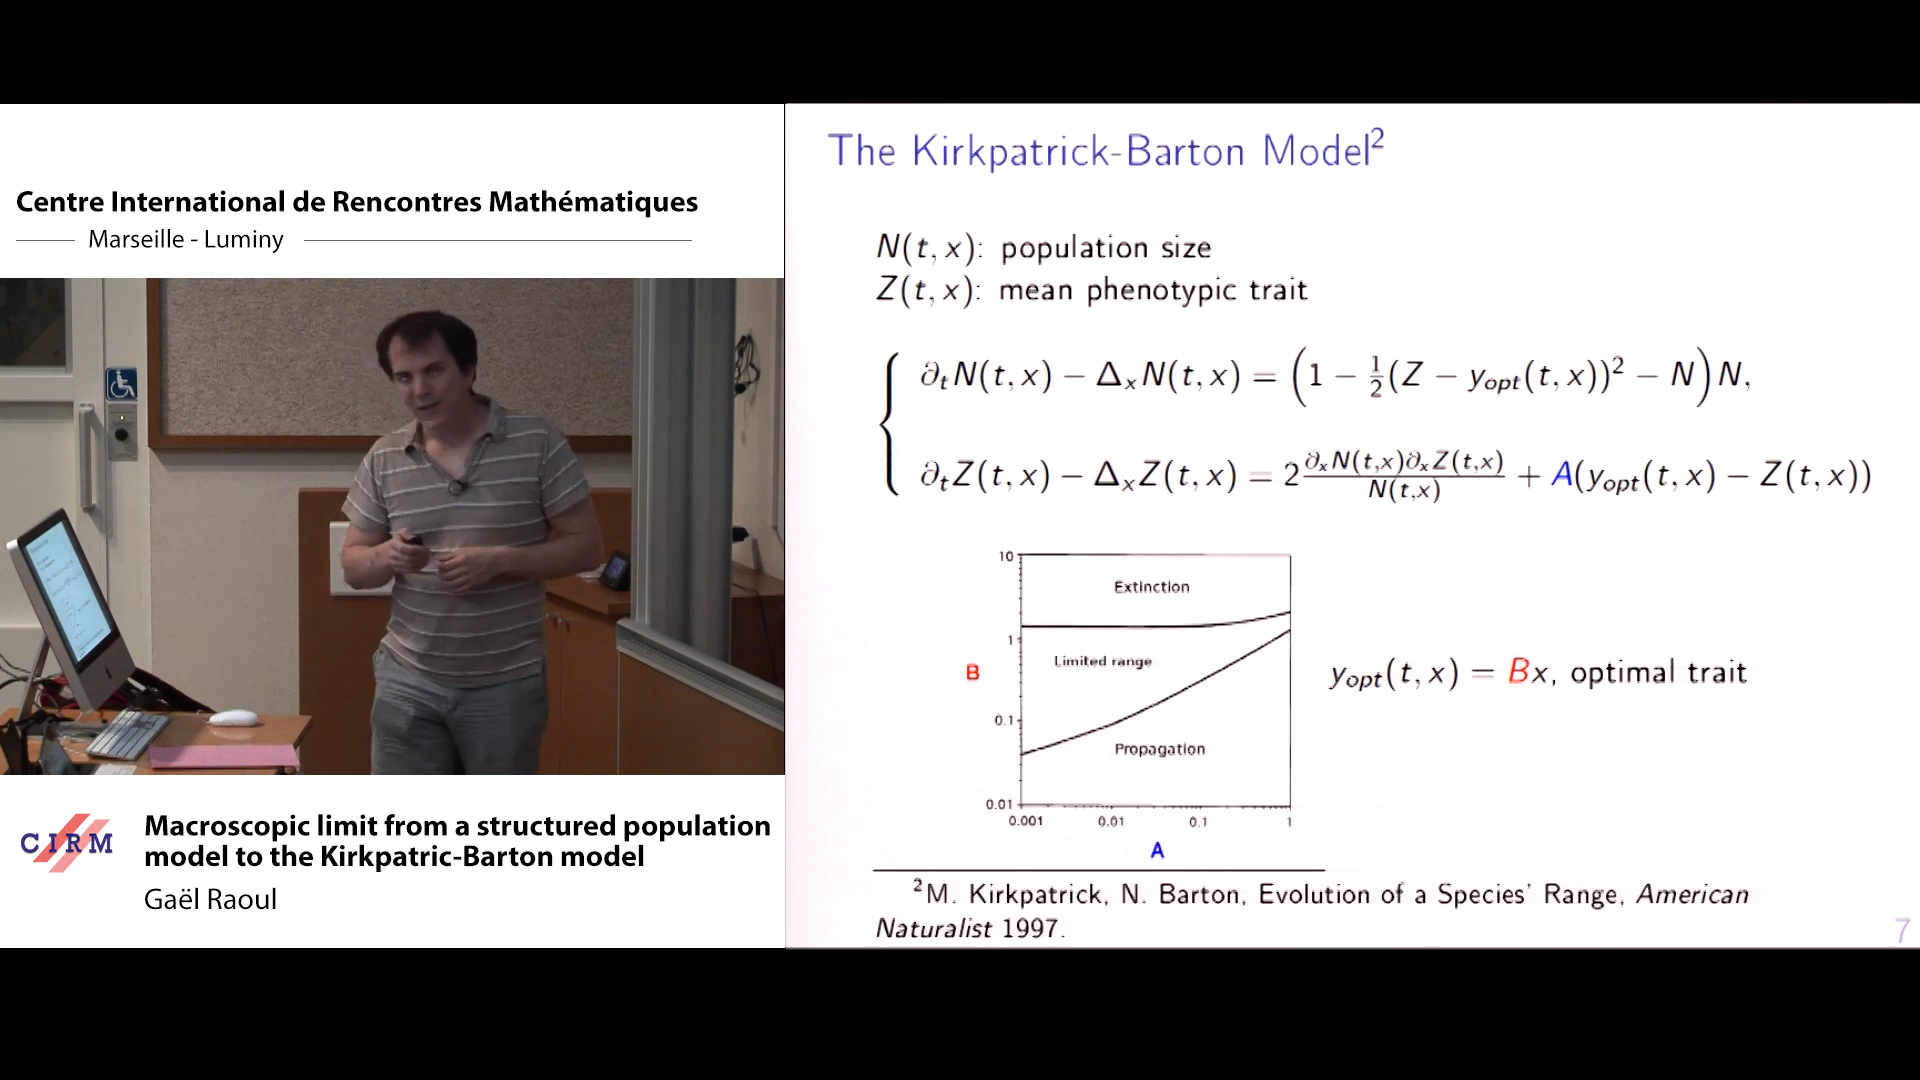 Centre International de Rencontres Mathématiques
Marseille - Luminy
CIRM
Macroscopic limit from a structured population
model to the Kirkpatric-Barton model
Gaël Raoul
The Kirkpatrick-Barton Model²
N(t, x): population size
Z(t, x): mean phenotypic trait
∂ₜN(t, x) − ΔₓN(t, x) = (1 − ½(Z − y_opt(t, x))² − N)N,
∂ₜZ(t, x) − ΔₓZ(t, x) = 2 ∂ₓN(t,x)∂ₓZ(t,x) / N(t,x) + A(y_opt(t, x) − Z(t, x))
10
Extinction
1
Limited range
B
0.1
Propagation
0.01
0.001 0.01 0.1 1
A
y_opt(t, x) = Bx, optimal trait
²M. Kirkpatrick, N. Barton, Evolution of a Species' Range, American
Naturalist 1997.
7